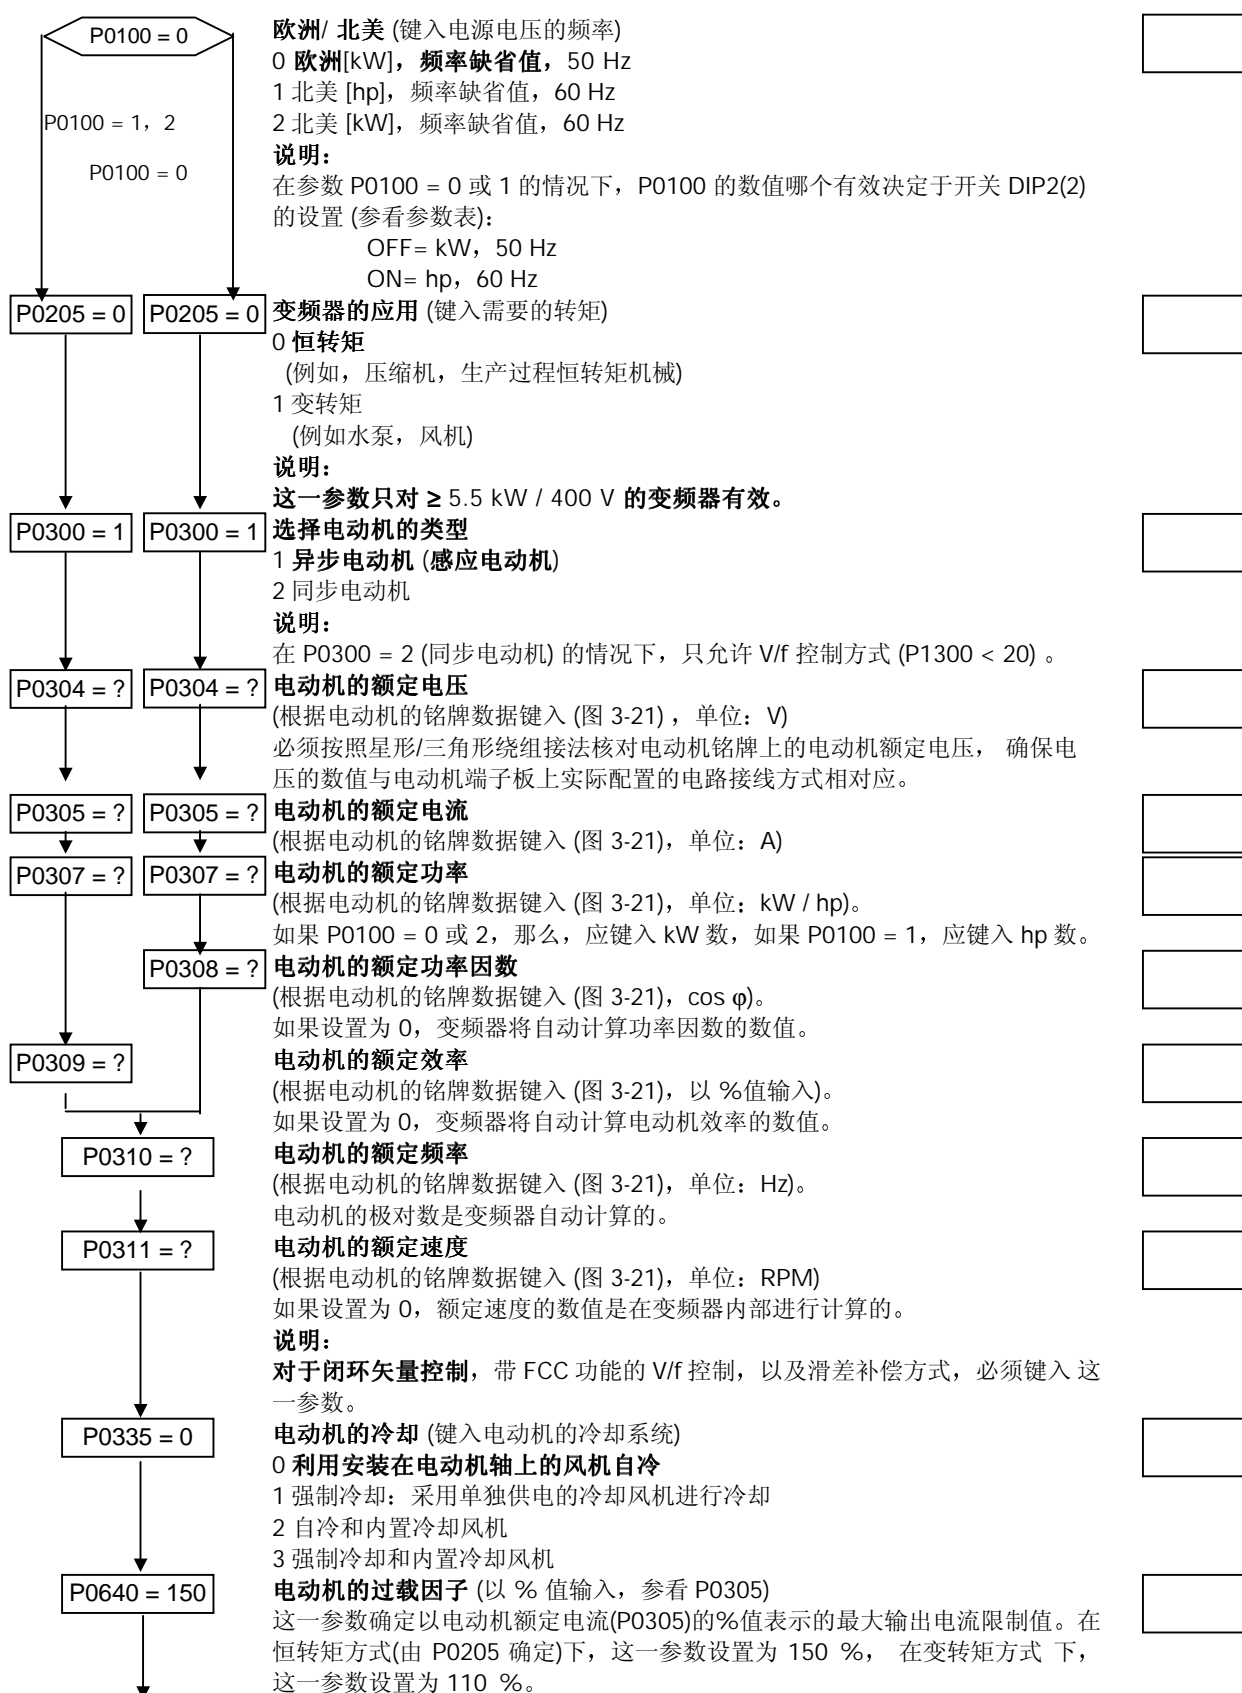 P0100 = 0
欧洲/ 北美 (键入电源电压的频率)
0 欧洲[kW]，频率缺省值，50 Hz
1 北美 [hp]，频率缺省值，60 Hz
P0100 = 1，2
2 北美 [kW]，频率缺省值，60 Hz
说明：
P0100 = 0
在参数 P0100 = 0 或 1 的情况下，P0100 的数值哪个有效决定于开关 DIP2(2)
的设置 (参看参数表)：
OFF= kW，50 Hz
ON= hp，60 Hz
P0205 = 0 P0205 = 0 变频器的应用 (键入需要的转矩)
0 恒转矩
(例如，压缩机，生产过程恒转矩机械)
1 变转矩
(例如水泵，风机)
说明：
这一参数只对 ≥ 5.5 kW / 400 V 的变频器有效。
P0300 = 1 P0300 = 1 选择电动机的类型
1 异步电动机 (感应电动机)
2 同步电动机
说明：
在 P0300 = 2 (同步电动机) 的情况下，只允许 V/f 控制方式 (P1300 < 20) 。
P0304 = ? P0304 = ? 电动机的额定电压
(根据电动机的铭牌数据键入 (图 3-21) ，单位：V)
必须按照星形/三角形绕组接法核对电动机铭牌上的电动机额定电压， 确保电
压的数值与电动机端子板上实际配置的电路接线方式相对应。
P0305 = ? P0305 = ? 电动机的额定电流
(根据电动机的铭牌数据键入 (图 3-21)，单位：A)
P0307 = ? P0307 = ? 电动机的额定功率
(根据电动机的铭牌数据键入 (图 3-21)，单位：kW / hp)。
如果 P0100 = 0 或 2，那么，应键入 kW 数，如果 P0100 = 1，应键入 hp 数。
P0308 = ? 电动机的额定功率因数
(根据电动机的铭牌数据键入 (图 3-21)，cos φ)。
如果设置为 0，变频器将自动计算功率因数的数值。
P0309 = ? 电动机的额定效率
(根据电动机的铭牌数据键入 (图 3-21)，以 %值输入)。
如果设置为 0，变频器将自动计算电动机效率的数值。
P0310 = ? 电动机的额定频率
(根据电动机的铭牌数据键入 (图 3-21)，单位：Hz)。
电动机的极对数是变频器自动计算的。
P0311 = ? 电动机的额定速度
(根据电动机的铭牌数据键入 (图 3-21)，单位：RPM)
如果设置为 0，额定速度的数值是在变频器内部进行计算的。
说明：
对于闭环矢量控制，带 FCC 功能的 V/f 控制，以及滑差补偿方式，必须键入 这
一参数。
P0335 = 0 电动机的冷却 (键入电动机的冷却系统)
0 利用安装在电动机轴上的风机自冷
1 强制冷却：采用单独供电的冷却风机进行冷却
2 自冷和内置冷却风机
3 强制冷却和内置冷却风机
P0640 = 150 电动机的过载因子 (以 % 值输入，参看 P0305)
这一参数确定以电动机额定电流(P0305)的%值表示的最大输出电流限制值。在
恒转矩方式(由 P0205 确定)下，这一参数设置为 150 %， 在变转矩方式 下，
这一参数设置为 110 %。